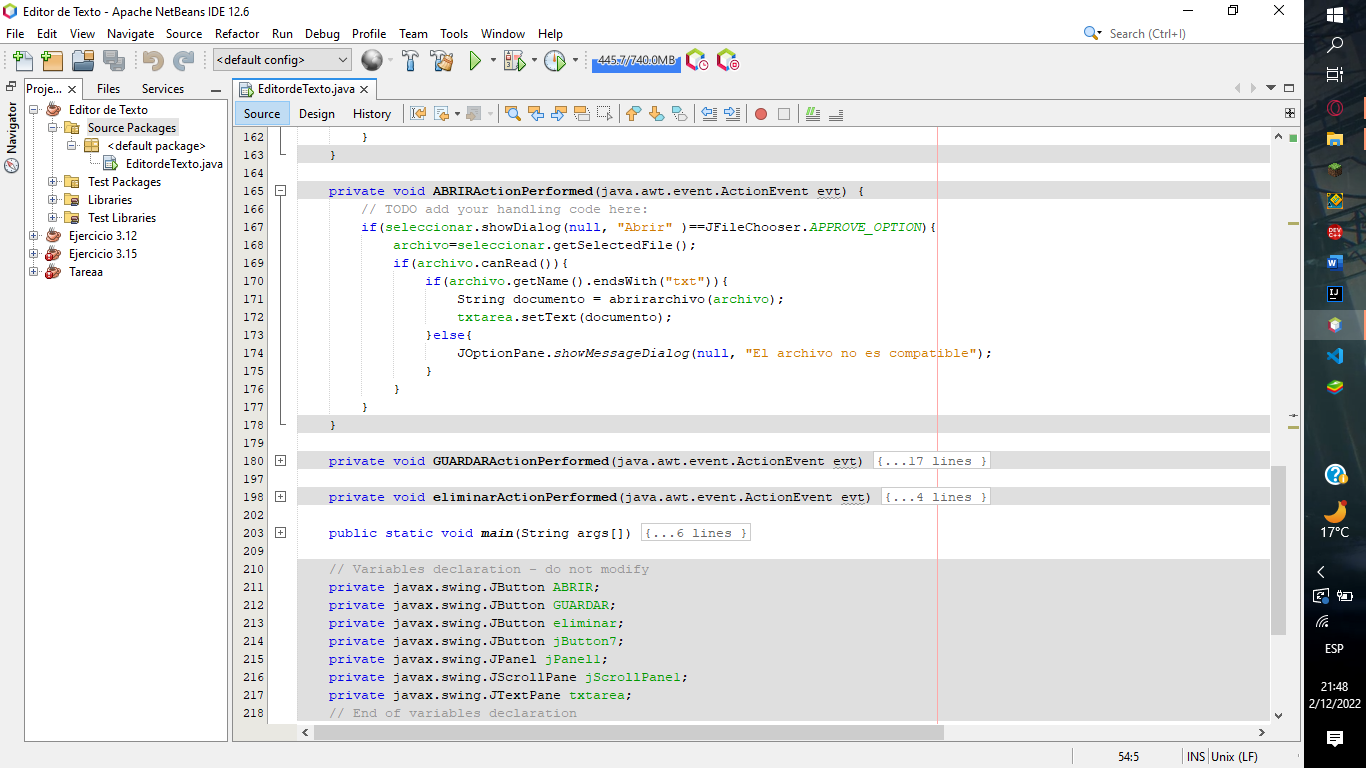 Editor de Texto - Apache NetBeans IDE 12.6
File Edit View Navigate Source Refactor Run Debug Profile Team Tools Window Help
Search (Ctrl+I)
<default config>
445.7/740.0MB
Proje... Files Services
EditordeTexto.java
Navigator
Source Design History
Editor de Texto
Source Packages
<default package>
EditordeTexto.java
Test Packages
Libraries
Test Libraries
Ejercicio 3.12
Ejercicio 3.15
Tareaa
162 }
163 }
164
165 private void ABRIRActionPerformed(java.awt.event.ActionEvent evt) {
166 // TODO add your handling code here:
167 if(seleccionar.showDialog(null, "Abrir" )==JFileChooser.APPROVE_OPTION){
168 archivo=seleccionar.getSelectedFile();
169 if(archivo.canRead()){
170 if(archivo.getName().endsWith("txt")){
171 String documento = abrirarchivo(archivo);
172 txtarea.setText(documento);
173 }else{
174 JOptionPane.showMessageDialog(null, "El archivo no es compatible");
175 }
176 }
177 }
178 }
179
180 private void GUARDARActionPerformed(java.awt.event.ActionEvent evt) {...17 lines }
197
198 private void eliminarActionPerformed(java.awt.event.ActionEvent evt) {...4 lines }
202
203 public static void main(String args[]) {...6 lines }
209
210 // Variables declaration - do not modify
211 private javax.swing.JButton ABRIR;
212 private javax.swing.JButton GUARDAR;
213 private javax.swing.JButton eliminar;
214 private javax.swing.JButton jButton7;
215 private javax.swing.JPanel jPanel1;
216 private javax.swing.JScrollPane jScrollPane1;
217 private javax.swing.JTextPane txtarea;
218 // End of variables declaration
54:5 INS Unix (LF)
DEV C++
W
IJ
17°C
ESP
21:48
2/12/2022